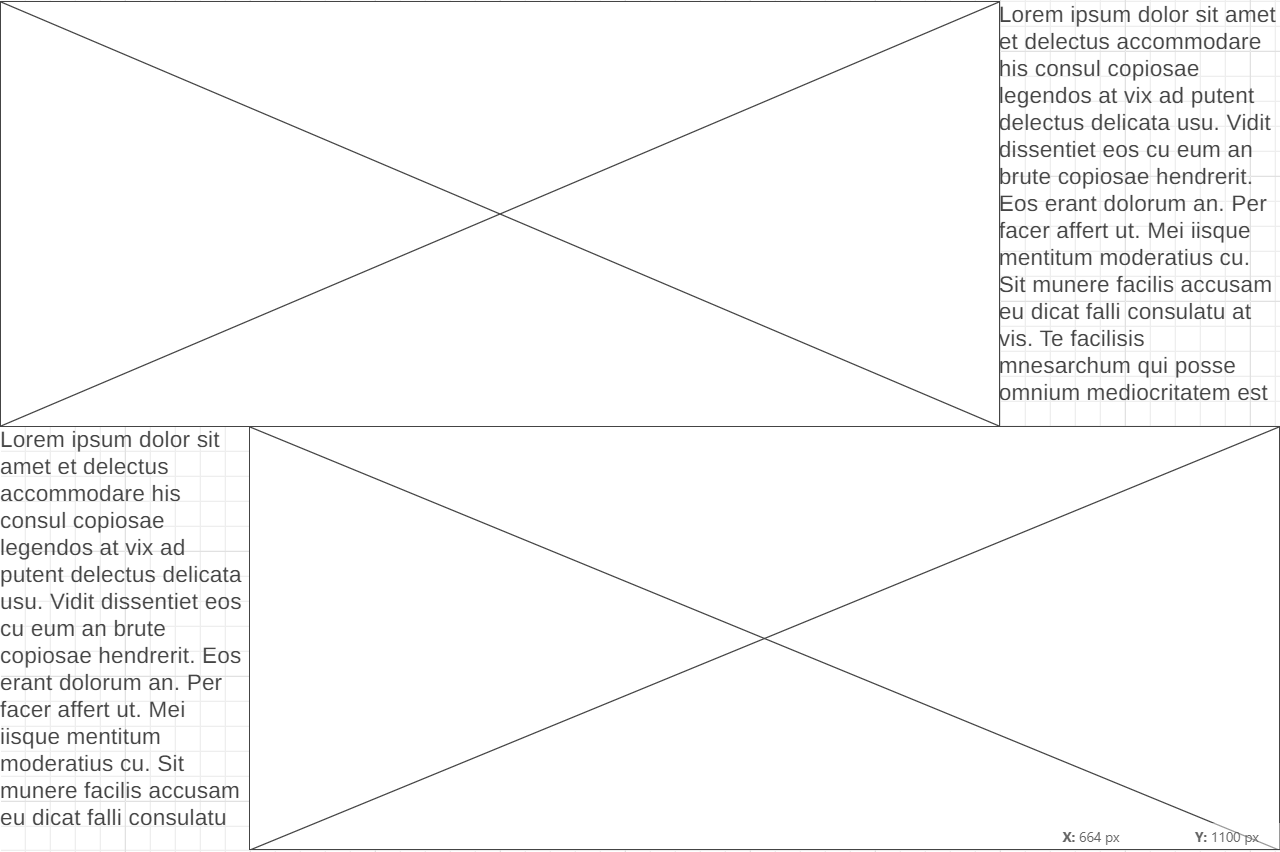 Lorem ipsum dolor sit amet
et delectus accommodare
his consul copiosae
legendos at vix ad putent
delectus delicata usu. Vidit
dissentiet eos cu eum an
brute copiosae hendrerit.
Eos erant dolorum an. Per
facer affert ut. Mei iisque
mentitum moderatius cu.
Sit munere facilis accusam
eu dicat falli consulatu at
vis. Te facilisis
mnesarchum qui posse
omnium mediocritatem est
Lorem ipsum dolor sit
amet et delectus
accommodare his
consul copiosae
legendos at vix ad
putent delectus delicata
usu. Vidit dissentiet eos
cu eum an brute
copiosae hendrerit. Eos
erant dolorum an. Per
facer affert ut. Mei
iisque mentitum
moderatius cu. Sit
munere facilis accusam
eu dicat falli consulatu
X: 664 px Y: 1100 px